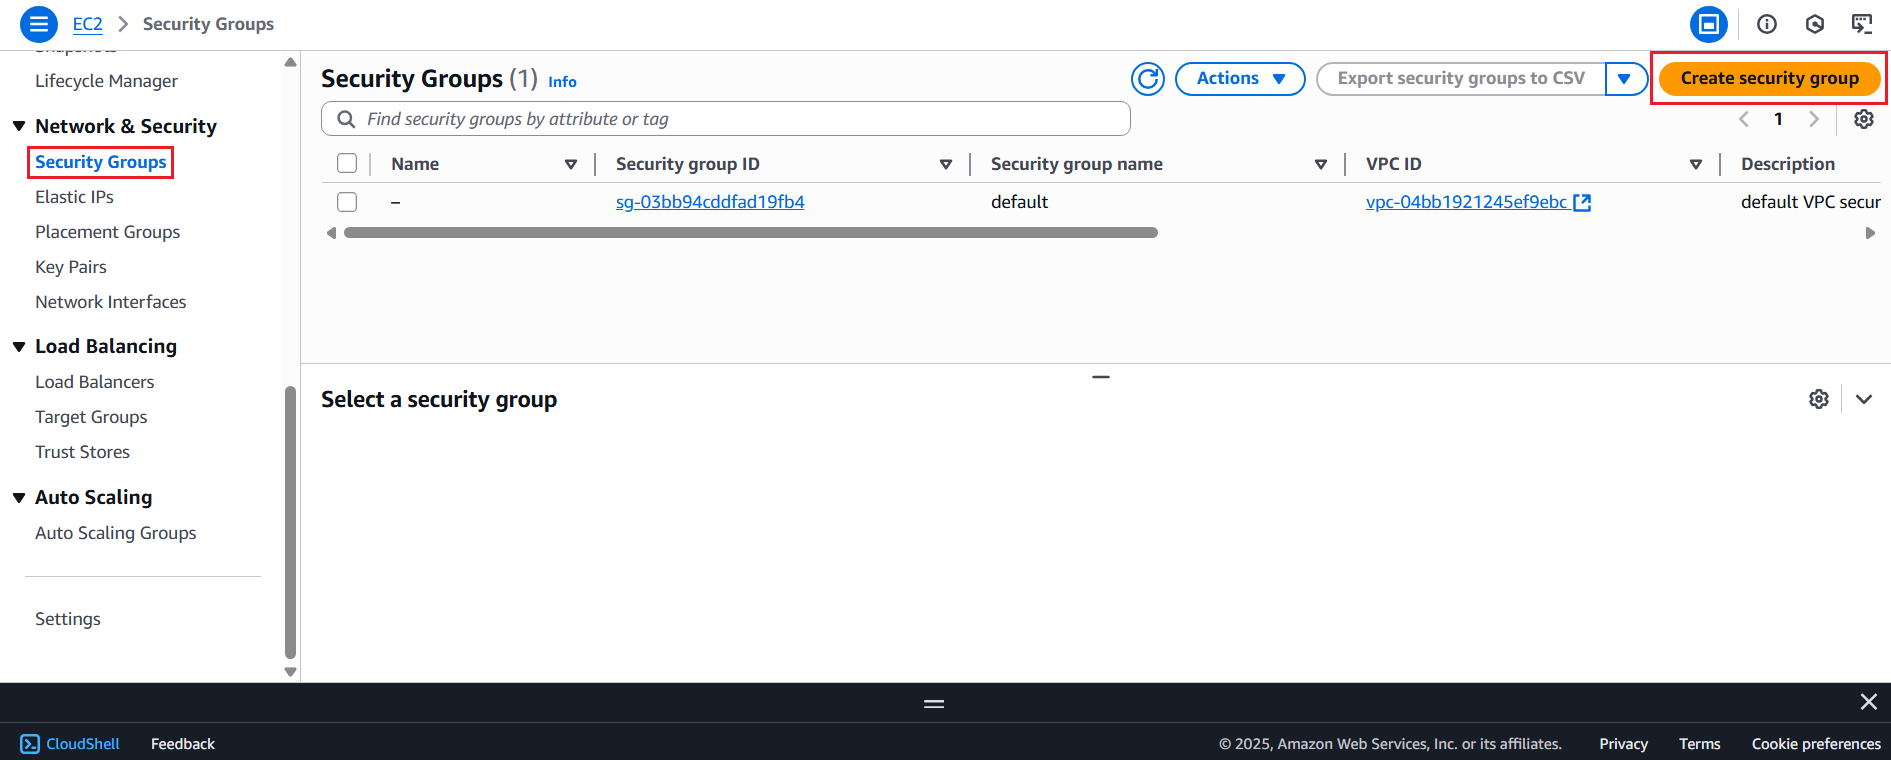 EC2 > Security Groups
Snapshots
Lifecycle Manager
Network & Security
Security Groups
Elastic IPs
Placement Groups
Key Pairs
Network Interfaces
Load Balancing
Load Balancers
Target Groups
Trust Stores
Auto Scaling
Auto Scaling Groups
Settings
Security Groups (1) Info
Actions
Export security groups to CSV
Create security group
Find security groups by attribute or tag
1
Name Security group ID Security group name VPC ID Description
– sg-03bb94cddfad19fb4 default vpc-04bb1921245ef9ebc default VPC secur
Select a security group
CloudShell Feedback © 2025, Amazon Web Services, Inc. or its affiliates. Privacy Terms Cookie preferences